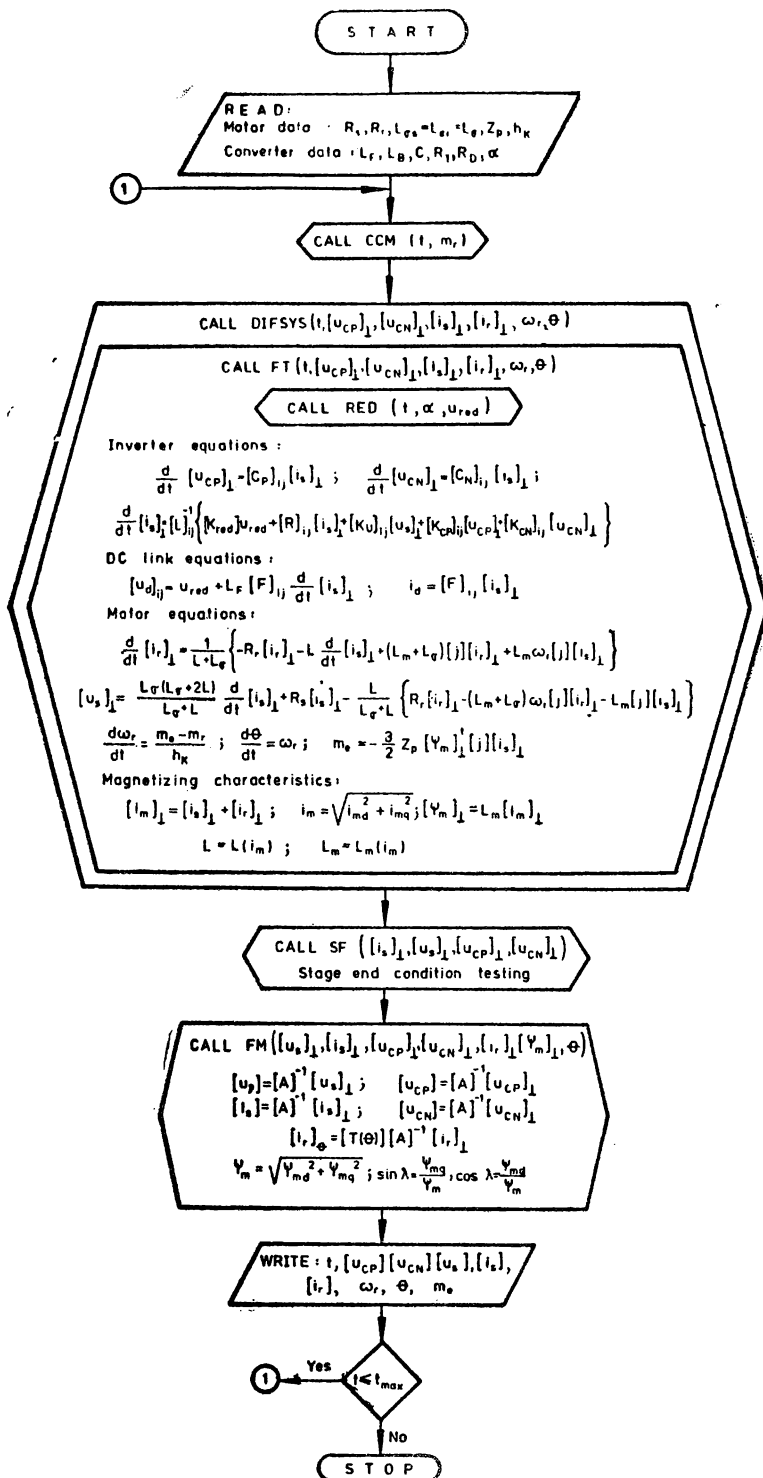 START
READ:
Motor data : R_s, R_r, L_σs=L_σr=L_σ, Z_p, h_K
Converter data : L_F, L_B, C, R_T, R_D, α
1
CALL CCM (t, m_r)
CALL DIFSYS(t,[u_CP]_⊥,[u_CN]_⊥,[i_s]_⊥,[i_r]_⊥, ω_r, θ)
CALL FT(t,[u_CP]_⊥,[u_CN]_⊥,[i_s]_⊥,[i_r]_⊥, ω_r, θ)
CALL RED (t, α, u_red)
Inverter equations :
d/dt [u_CP]_⊥=[C_P]_ij[i_s]_⊥ ; d/dt [u_CN]_⊥=[C_N]_ij[i_s]_⊥ ;
d/dt [i_s]_⊥=[L]_ij^-1{[K_red]u_red+[R]_ij[i_s]_⊥+[K_U]_ij[u_s]_⊥+[K_CP]_ij[u_CP]_⊥+[K_CN]_ij[u_CN]_⊥}
DC link equations :
[u_d]_ij= u_red + L_F [F]_ij d/dt [i_s]_⊥ ; i_d = [F]_ij [i_s]_⊥
Motor equations:
d/dt [i_r]_⊥ = 1/(L+L_σ) {-R_r[i_r]_⊥-L d/dt [i_s]_⊥+(L_m+L_σ)[j][i_r]_⊥+L_mω_r[j][i_s]_⊥}
[u_s]_⊥= L_σ(L_σ+2L)/(L_σ+L) d/dt [i_s]_⊥+R_s[i_s]_⊥- L/(L_σ+L) {R_r[i_r]_⊥-(L_m+L_σ)ω_r[j][i_r]_⊥-L_m[j][i_s]_⊥}
dω_r/dt = (m_e-m_r)/h_K ; dθ/dt = ω_r ; m_e = - 3/2 Z_p [Ψ_m]_⊥^t[j][i_s]_⊥
Magnetizing characteristics:
[i_m]_⊥ =[i_s]_⊥+[i_r]_⊥ ; i_m = √(i_md^2 + i_mq^2) ; [Ψ_m]_⊥ = L_m[i_m]_⊥
L = L(i_m) ; L_m = L_m(i_m)
CALL SF ([i_s]_⊥,[u_s]_⊥,[u_CP]_⊥,[u_CN]_⊥)
Stage end condition testing
CALL FM([u_s]_⊥,[i_s]_⊥,[u_CP]_⊥,[u_CN]_⊥,[i_r]_⊥[Ψ_m]_⊥,θ)
[u_s]=[A]^-1[u_s]_⊥ ; [u_CP]=[A]^-1[u_CP]_⊥
[i_s]=[A]^-1[i_s]_⊥ ; [u_CN]=[A]^-1[u_CN]_⊥
[i_r]_θ=[T(θ)][A]^-1[i_r]_⊥
Ψ_m = √(Ψ_md^2 + Ψ_mq^2) ; sin λ= Ψ_mq/Ψ_m , cos λ= Ψ_md/Ψ_m
WRITE : t, [u_CP][u_CN][u_s],[i_s],
[i_r], ω_r, θ, m_e
1
Yes
t ≤ t_max
No
STOP